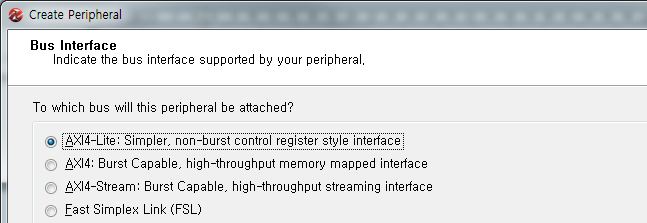 Create Peripheral
Bus Interface
Indicate the bus interface supported by your peripheral,
To which bus will this peripheral be attached?
AXI4-Lite: Simpler, non-burst control register style interface
AXI4: Burst Capable, high-throughput memory mapped interface
AXI4-Stream: Burst Capable, high-throughput streaming interface
Fast Simplex Link (FSL)